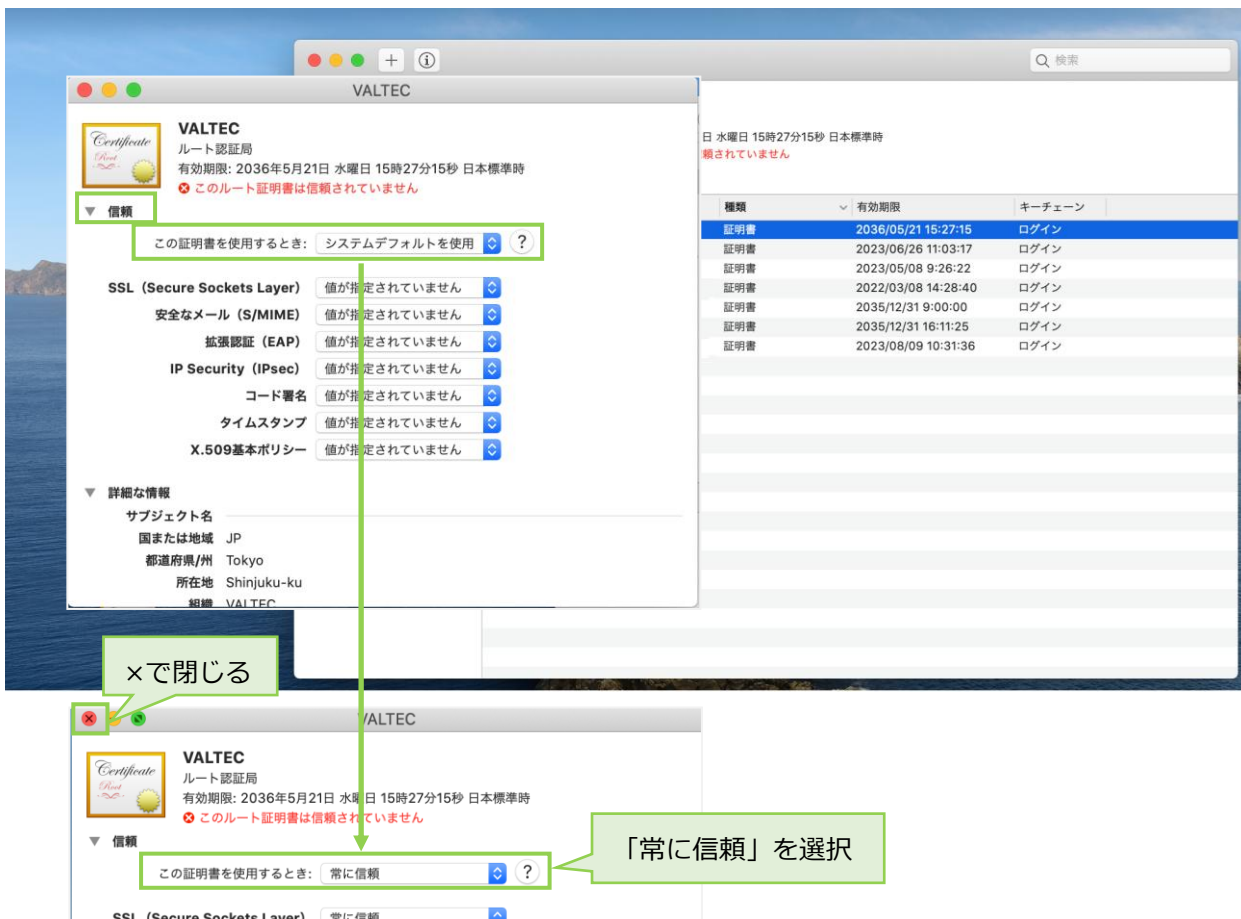 検索
VALTEC
Certificate
Root
VALTEC
ルート認証局
有効期限: 2036年5月21日 水曜日 15時27分15秒 日本標準時
このルート証明書は信頼されていません
信頼
この証明書を使用するとき: システムデフォルトを使用 ?
SSL（Secure Sockets Layer） 値が指定されていません
安全なメール（S/MIME） 値が指定されていません
拡張認証（EAP） 値が指定されていません
IP Security（IPsec） 値が指定されていません
コード署名 値が指定されていません
タイムスタンプ 値が指定されていません
X.509基本ポリシー 値が指定されていません
詳細な情報
サブジェクト名
国または地域 JP
都道府県/州 Tokyo
所在地 Shinjuku-ku
組織 VALTEC
日 水曜日 15時27分15秒 日本標準時
頼されていません
種類 有効期限 キーチェーン
証明書 2036/05/21 15:27:15 ログイン
証明書 2023/06/26 11:03:17 ログイン
証明書 2023/05/08 9:26:22 ログイン
証明書 2022/03/08 14:28:40 ログイン
証明書 2035/12/31 9:00:00 ログイン
証明書 2035/12/31 16:11:25 ログイン
証明書 2023/08/09 10:31:36 ログイン
×で閉じる
VALTEC
Certificate
Root
VALTEC
ルート認証局
有効期限: 2036年5月21日 水曜日 15時27分15秒 日本標準時
このルート証明書は信頼されていません
信頼
この証明書を使用するとき: 常に信頼 ?
「常に信頼」を選択
SSL（Secure Sockets Layer） 常に信頼